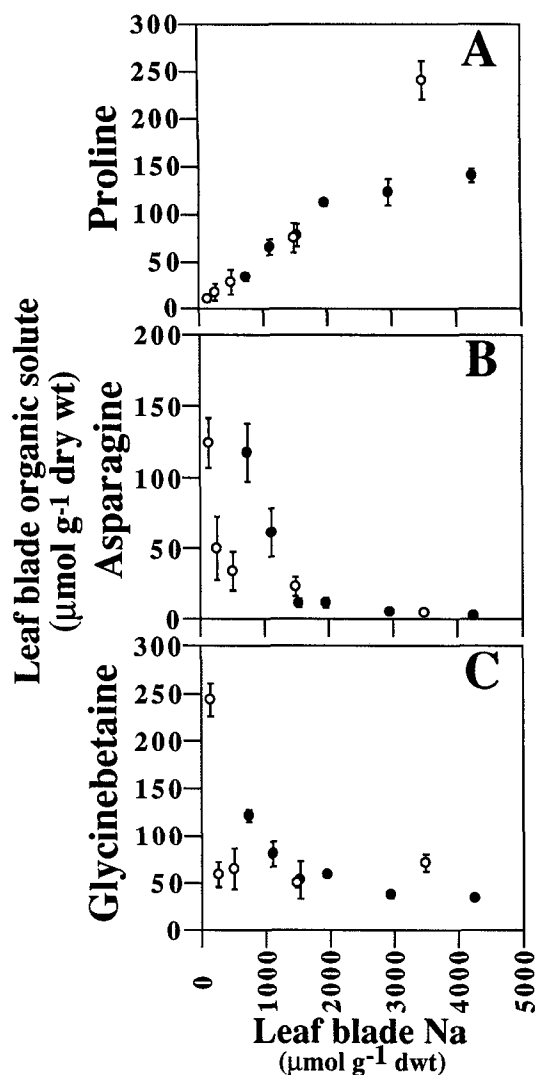 Leaf blade organic solute
(μmol g-1 dry wt)
Proline
A
300
250
200
150
100
50
0
Asparagine
B
200
150
100
50
0
Glycinebetaine
C
300
250
200
150
100
50
0
0
1000
2000
3000
4000
5000
Leaf blade Na
(μmol g-1 dwt)